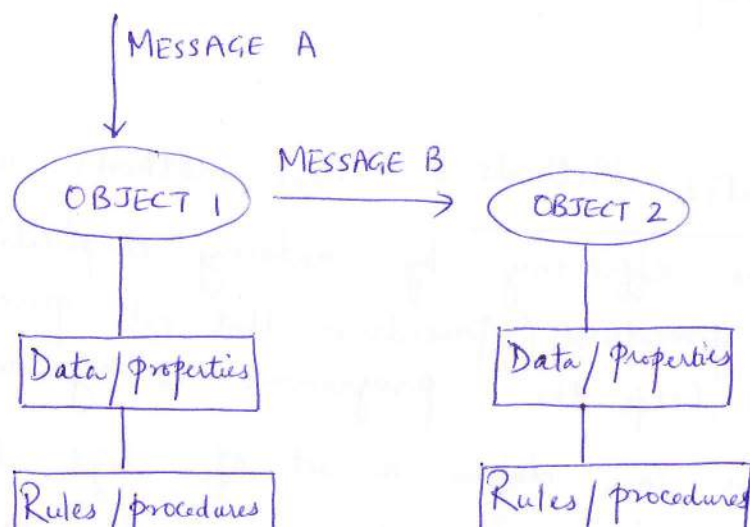 MESSAGE A
MESSAGE B
OBJECT 1
OBJECT 2
Data/properties
Data/properties
Rules/procedures
Rules/procedures